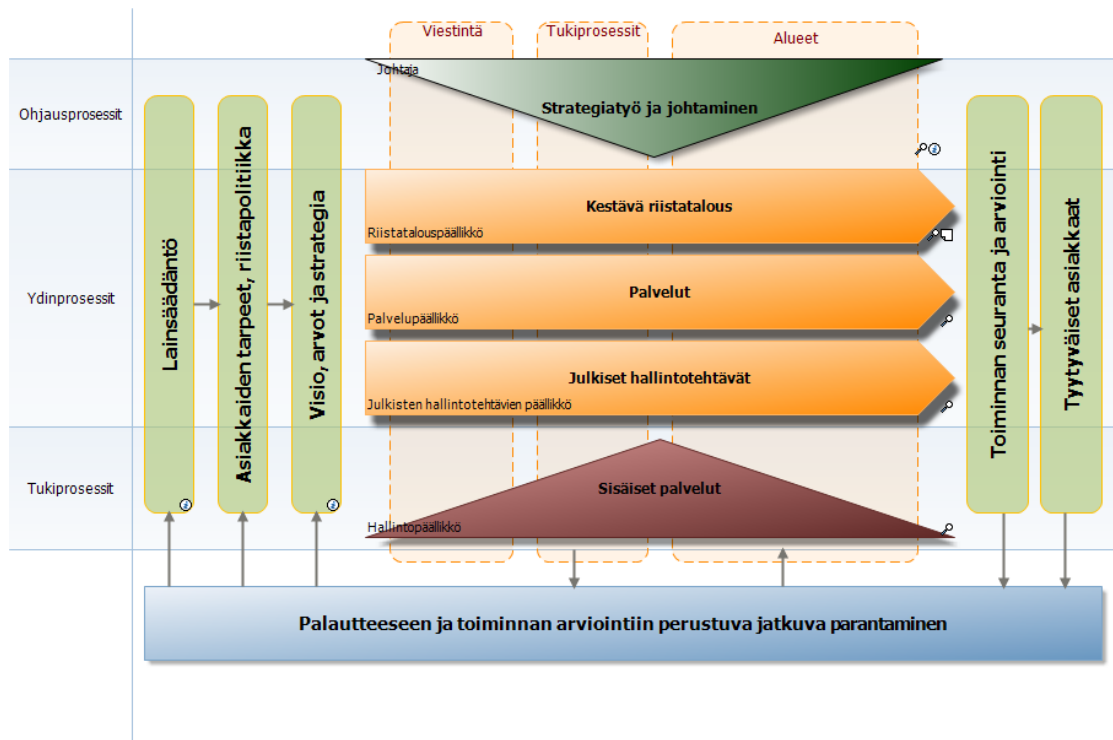 Viestintä
Tukiprosessit
Alueet
Ohjausprosessit
Johtaja
Strategiatyö ja johtaminen
Ydinprosessit
Lainsäädäntö
Asiakkaiden tarpeet, riistapolitiikka
Visio, arvot ja strategia
Kestävä riistatalous
Riistatalouspäällikkö
Palvelut
Palvelupäällikkö
Julkiset hallintotehtävät
Julkisten hallintotehtävien päällikkö
Toiminnan seuranta ja arviointi
Tyytyväiset asiakkaat
Tukiprosessit
Sisäiset palvelut
Hallintopäällikkö
Palautteeseen ja toiminnan arviointiin perustuva jatkuva parantaminen